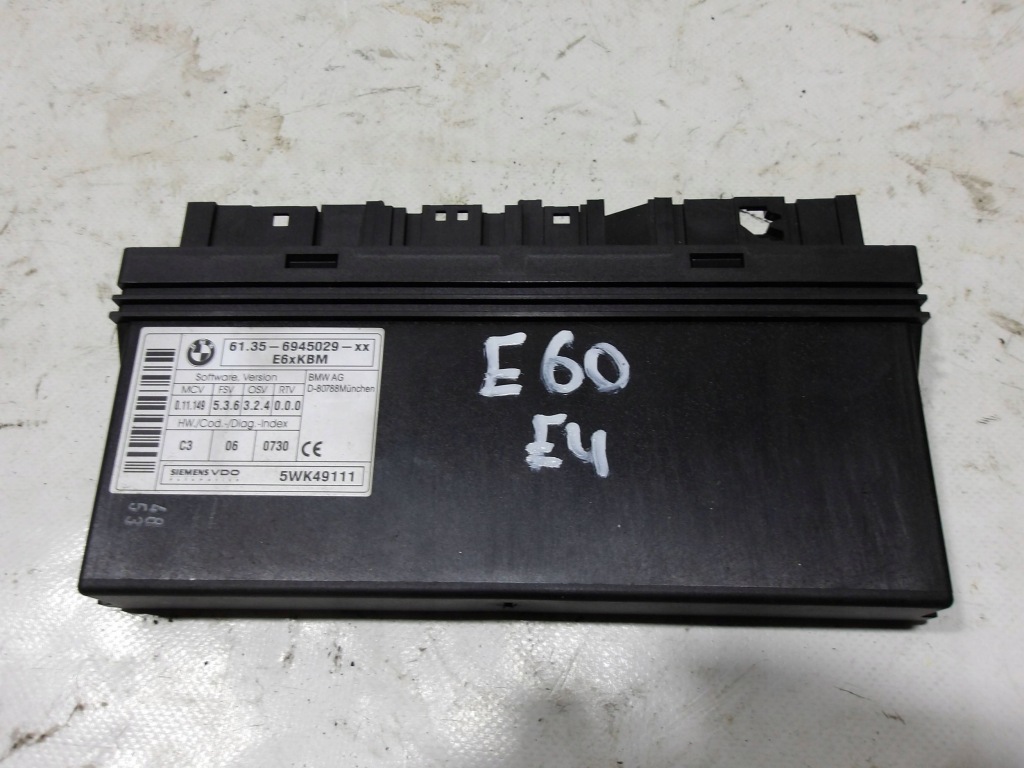 61.35-6945029-xx
E6xKBM
Software, Version
MCV FSV OSV RTV
0.11.149 5.3.6 3.2.4 0.0.0
BMW AG
D-80788München
HW./Cod.-/Diag.-Index
C3 06 0730 CE
SIEMENS VDO
Automotive
5WK49111
E60
E4